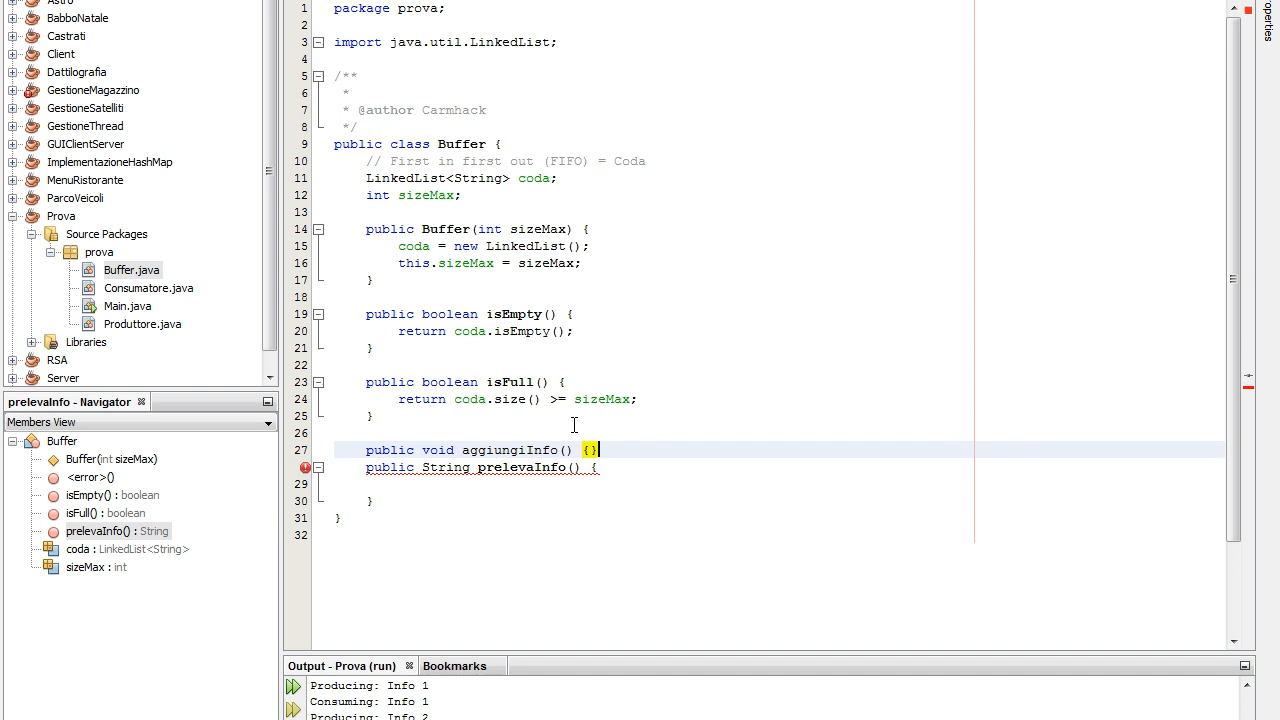 Astro
BabboNatale
Castrati
Client
Dattilografia
GestioneMagazzino
GestioneSatelliti
GestioneThread
GUIClientServer
ImplementazioneHashMap
MenuRistorante
ParcoVeicoli
Prova
Source Packages
prova
Buffer.java
Consumatore.java
Main.java
Produttore.java
Libraries
RSA
Server
prelevaInfo - Navigator
Members View
Buffer
Buffer(int sizeMax)
<error>()
isEmpty() : boolean
isFull() : boolean
prelevaInfo() : String
coda : LinkedList<String>
sizeMax : int
1 package prova;
2
3 import java.util.LinkedList;
4
5 /**
6 *
7 * @author Carmhack
8 */
9 public class Buffer {
10 // First in first out (FIFO) = Coda
11 LinkedList<String> coda;
12 int sizeMax;
13
14 public Buffer(int sizeMax) {
15 coda = new LinkedList();
16 this.sizeMax = sizeMax;
17 }
18
19 public boolean isEmpty() {
20 return coda.isEmpty();
21 }
22
23 public boolean isFull() {
24 return coda.size() >= sizeMax;
25 }
26
27 public void aggiungiInfo() {}
public String prelevaInfo() {
29
30 }
31 }
32
Output - Prova (run)
Bookmarks
Producing: Info 1
Consuming: Info 1
Producing: Info 2
operties